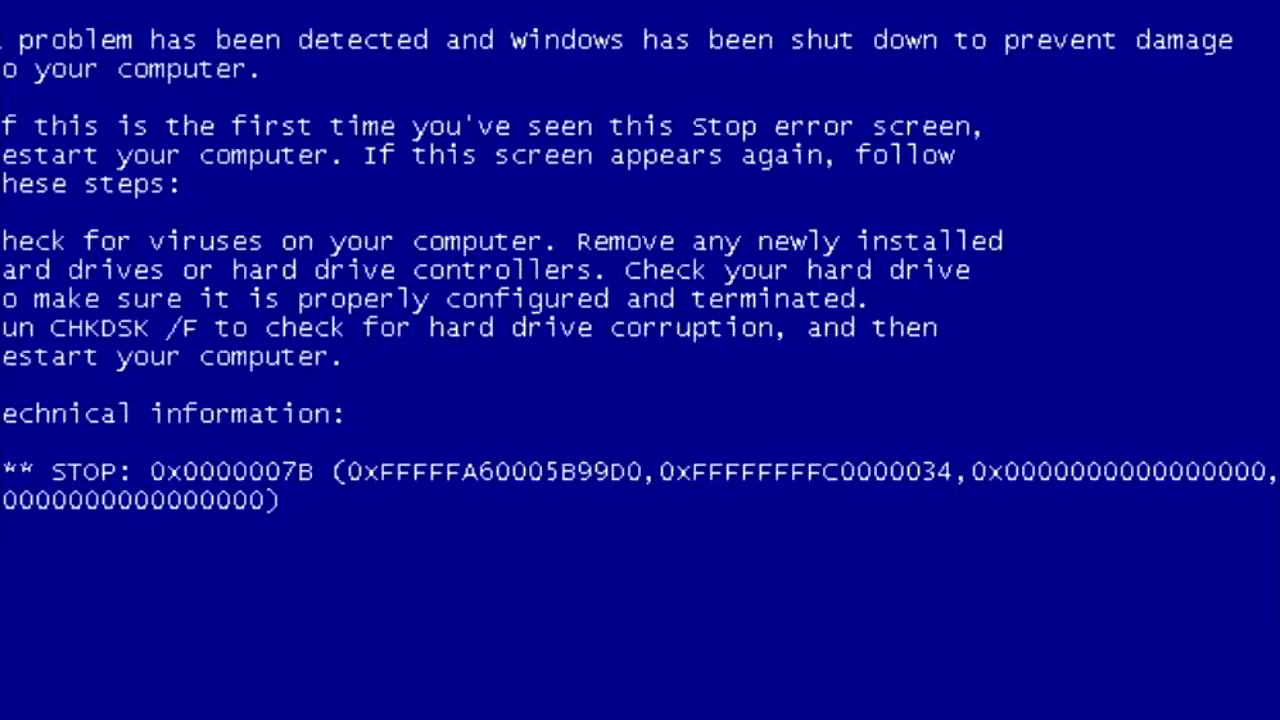 problem has been detected and Windows has been shut down to prevent damage
o your computer.
f this is the first time you've seen this Stop error screen,
estart your computer. If this screen appears again, follow
hese steps:
heck for viruses on your computer. Remove any newly installed
ard drives or hard drive controllers. Check your hard drive
o make sure it is properly configured and terminated.
un CHKDSK /F to check for hard drive corruption, and then
estart your computer.
echnical information:
** STOP: 0x0000007B (0xFFFFFA60005B99D0,0xFFFFFFFFC0000034,0x0000000000000000,
0000000000000000)